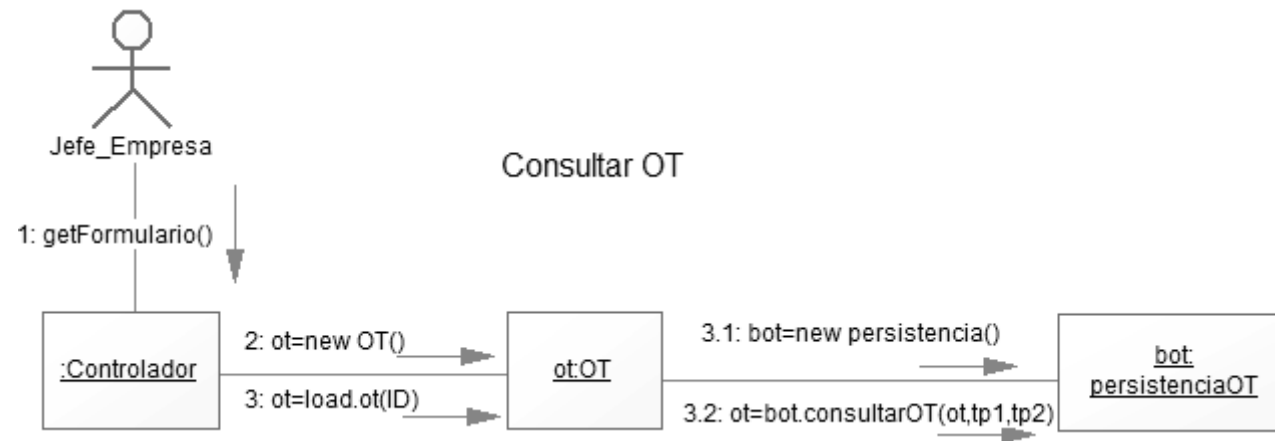 Jefe_Empresa
Consultar OT
1: getFormulario()
:Controlador
2: ot=new OT()
3: ot=load.ot(ID)
ot:OT
3.1: bot=new persistencia()
3.2: ot=bot.consultarOT(ot,tp1,tp2)
bot:
persistenciaOT